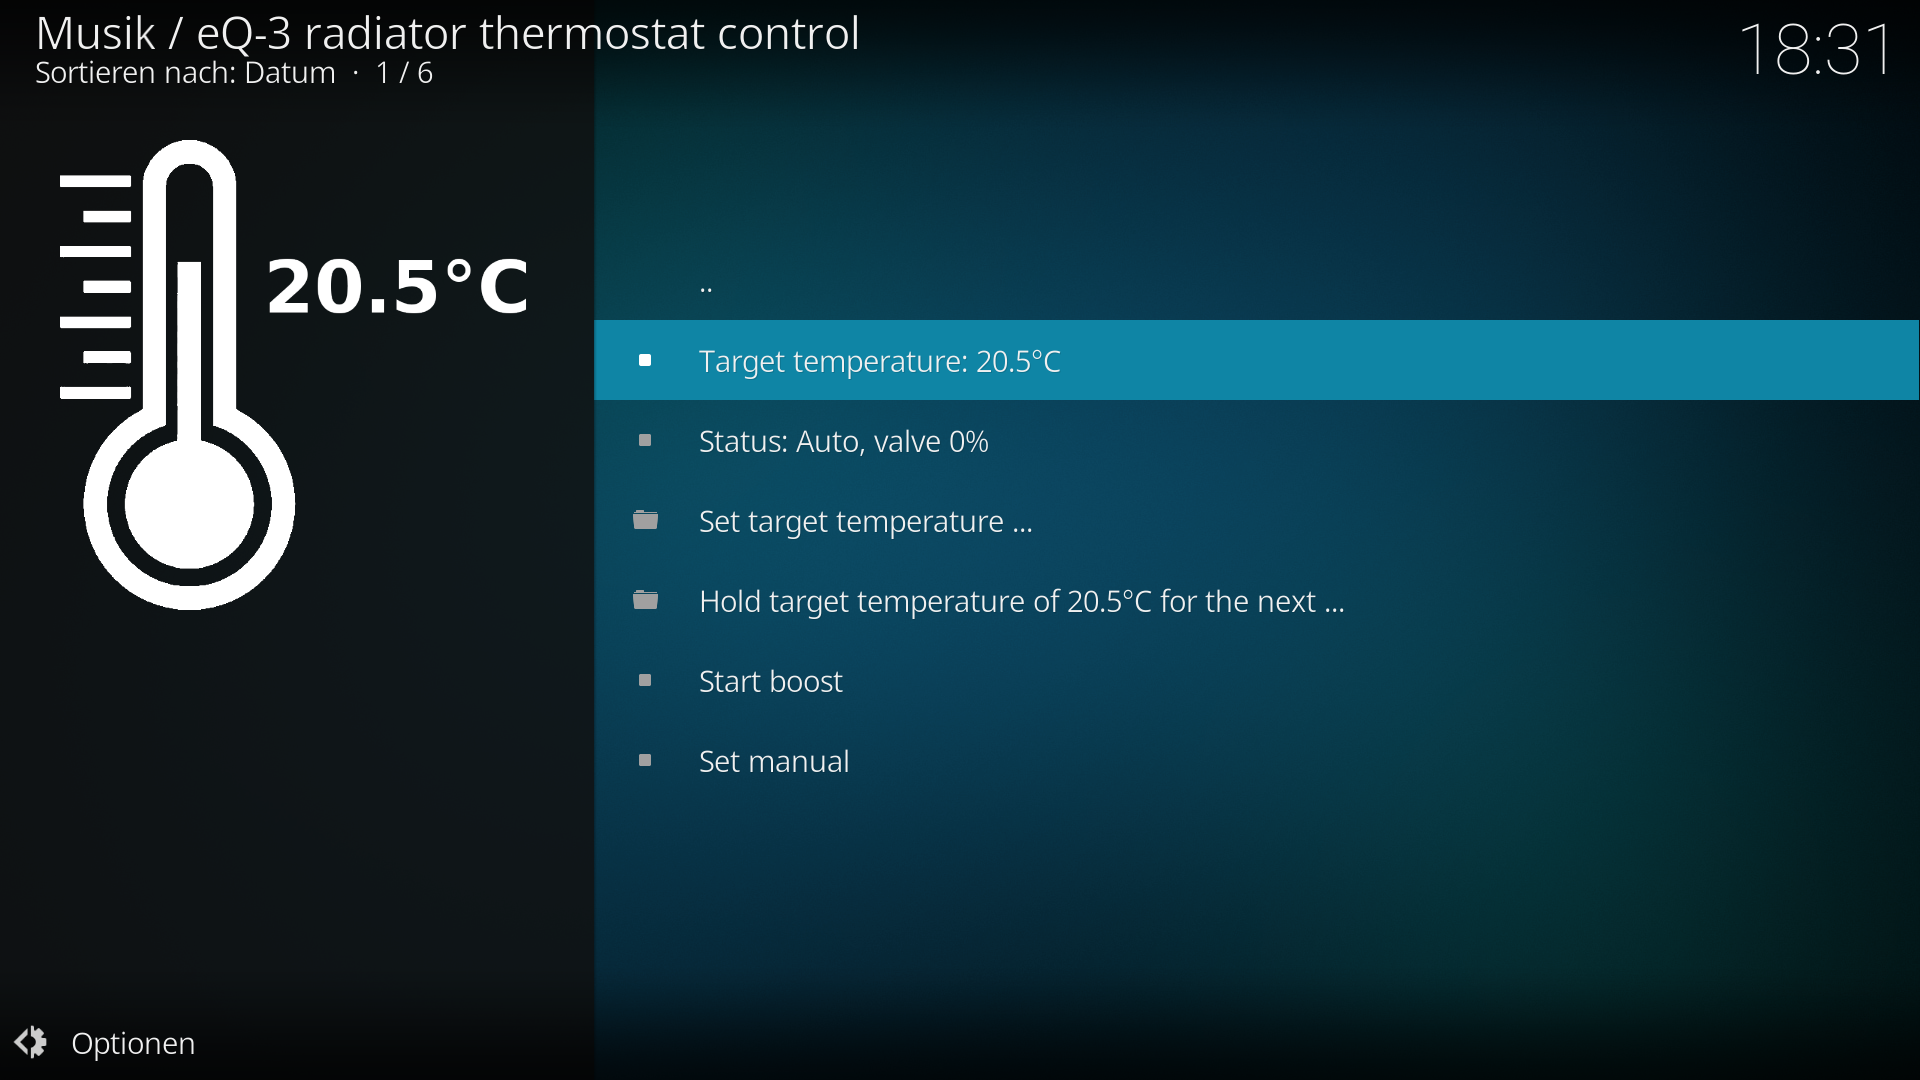 Musik / eQ-3 radiator thermostat control
18:31
Sortieren nach: Datum · 1 / 6
20.5°C
..
Target temperature: 20.5°C
Status: Auto, valve 0%
Set target temperature ...
Hold target temperature of 20.5°C for the next ...
Start boost
Set manual
Optionen